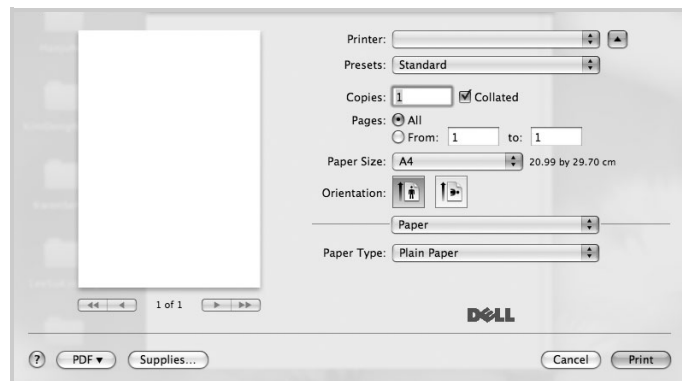 Printer:
Presets: Standard
Copies: 1 Collated
Pages: All
From: 1 to: 1
Paper Size: A4 20.99 by 29.70 cm
Orientation:
Paper
Paper Type: Plain Paper
1 of 1
DELL
? PDF Supplies... Cancel Print